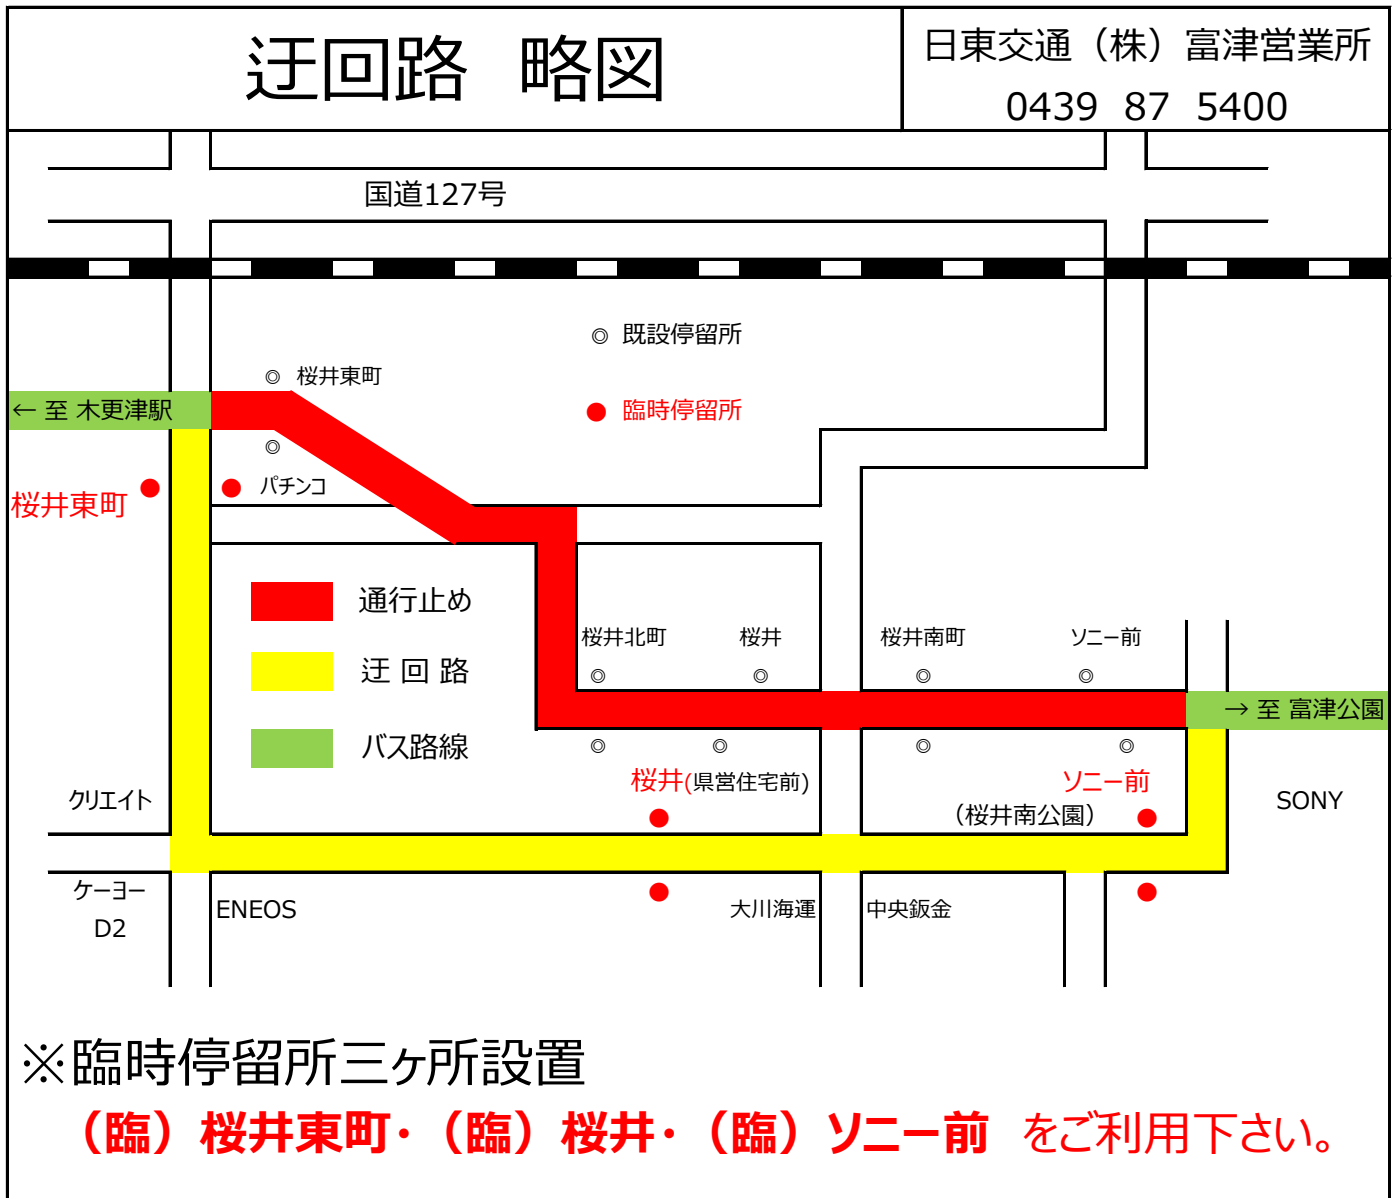 迂回路 略図
日東交通（株）富津営業所
0439 87 5400
国道127号
◎ 既設停留所
◎ 桜井東町
← 至 木更津駅
● 臨時停留所
◎
桜井東町 ●
● パチンコ
通行止め
迂 回 路
バス路線
桜井北町
桜井
桜井南町
ソニー前
◎ ◎ ◎ ◎
→ 至 富津公園
◎ ◎ ◎ ◎
桜井(県営住宅前)
ソニー前
（桜井南公園）
SONY
クリエイト
ケーヨー
D2
ENEOS
大川海運
中央鈑金
※臨時停留所三ヶ所設置
（臨）桜井東町・（臨）桜井・（臨）ソニー前 をご利用下さい。